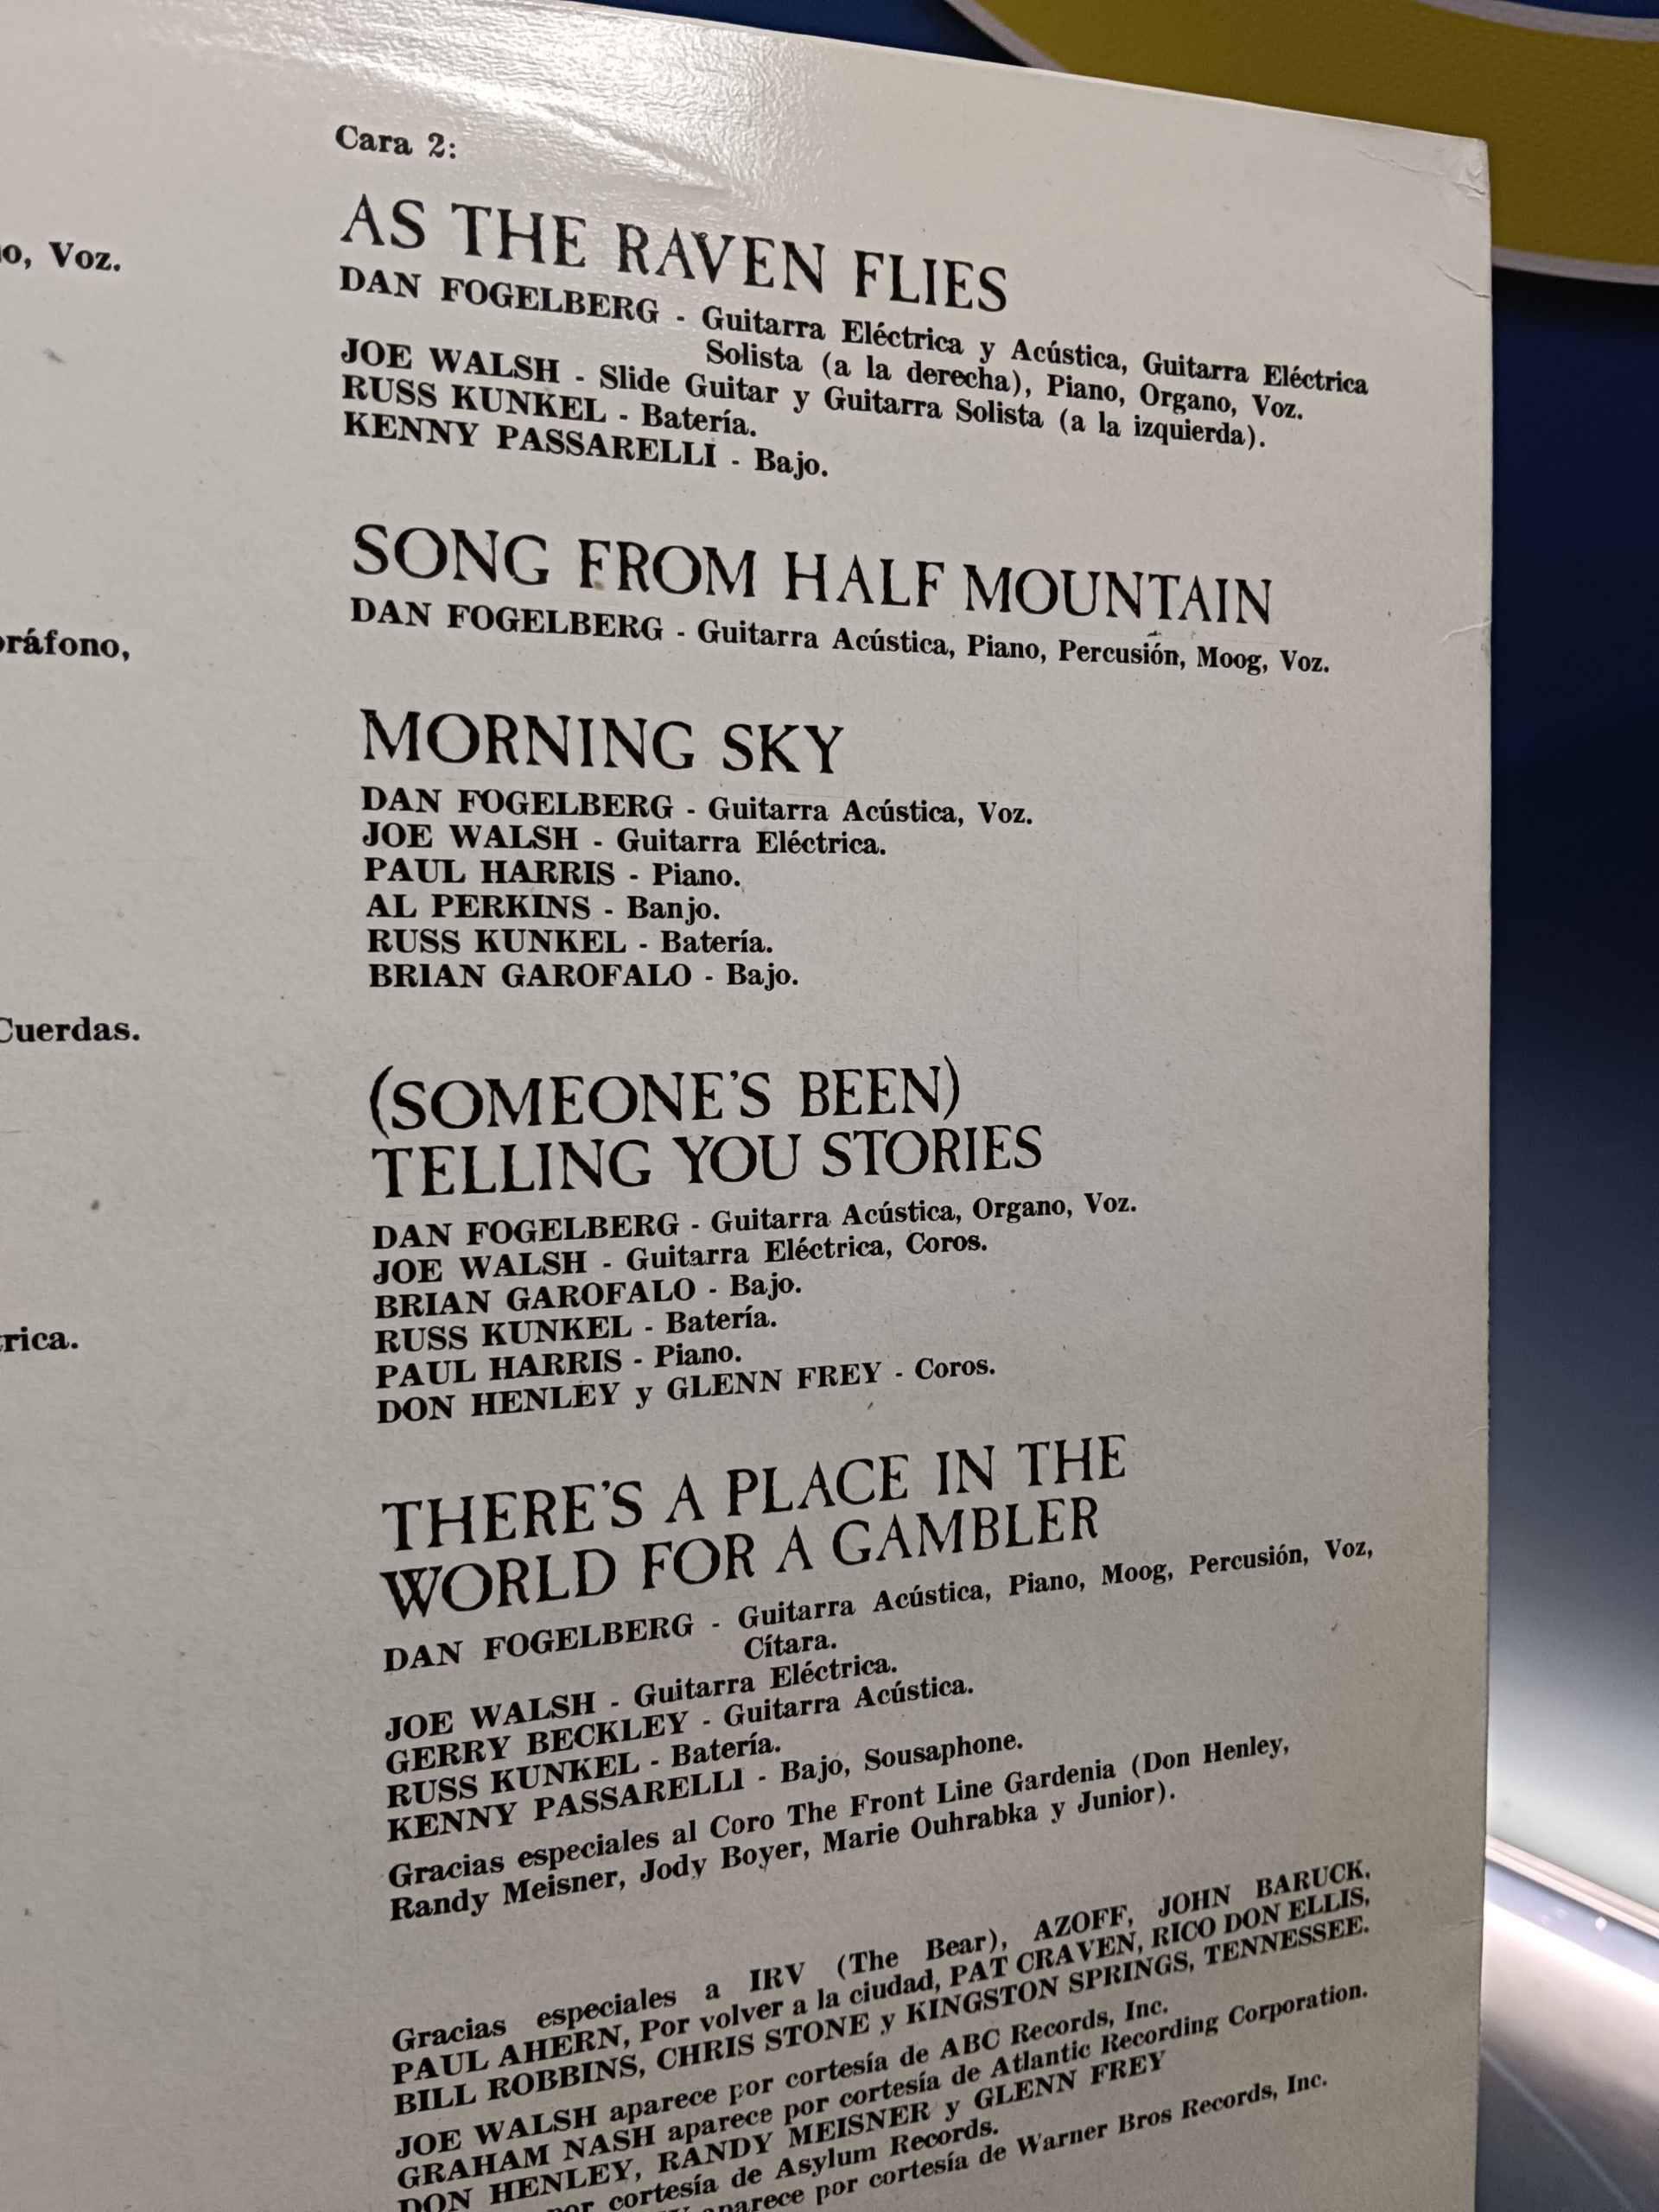 o, Voz.
ráfono,
Cuerdas.
rica.
Cara 2:
AS THE RAVEN FLIES
DAN FOGELBERG - Guitarra Eléctrica y Acústica, Guitarra Eléctrica
Solista (a la derecha), Piano, Organo, Voz.
JOE WALSH - Slide Guitar y Guitarra Solista (a la izquierda).
RUSS KUNKEL - Batería.
KENNY PASSARELLI - Bajo.
SONG FROM HALF MOUNTAIN
DAN FOGELBERG - Guitarra Acústica, Piano, Percusión, Moog, Voz.
MORNING SKY
DAN FOGELBERG - Guitarra Acústica, Voz.
JOE WALSH - Guitarra Eléctrica.
PAUL HARRIS - Piano.
AL PERKINS - Banjo.
RUSS KUNKEL - Batería.
BRIAN GAROFALO - Bajo.
(SOMEONE'S BEEN)
TELLING YOU STORIES
DAN FOGELBERG - Guitarra Acústica, Organo, Voz.
JOE WALSH - Guitarra Eléctrica, Coros.
BRIAN GAROFALO - Bajo.
RUSS KUNKEL - Batería.
PAUL HARRIS - Piano.
DON HENLEY y GLENN FREY - Coros.
THERE'S A PLACE IN THE
WORLD FOR A GAMBLER
DAN FOGELBERG - Guitarra Acústica, Piano, Moog, Percusión, Voz,
Cítara.
JOE WALSH - Guitarra Eléctrica.
GERRY BECKLEY - Guitarra Acústica.
RUSS KUNKEL - Batería.
KENNY PASSARELLI - Bajo, Sousaphone.
Gracias especiales al Coro The Front Line Gardenia (Don Henley,
Randy Meisner, Jody Boyer, Marie Ouhrabka y Junior).
Gracias especiales a IRV (The Bear), AZOFF, JOHN BARUCK,
PAUL AHERN, Por volver a la ciudad, PAT CRAVEN, RICO DON ELLIS,
BILL ROBBINS, CHRIS STONE y KINGSTON SPRINGS, TENNESSEE.
JOE WALSH aparece por cortesía de ABC Records, Inc.
GRAHAM NASH aparece por cortesía de Atlantic Recording Corporation.
DON HENLEY, RANDY MEISNER y GLENN FREY
por cortesía de Asylum Records.
aparece por cortesía de Warner Bros Records, Inc.